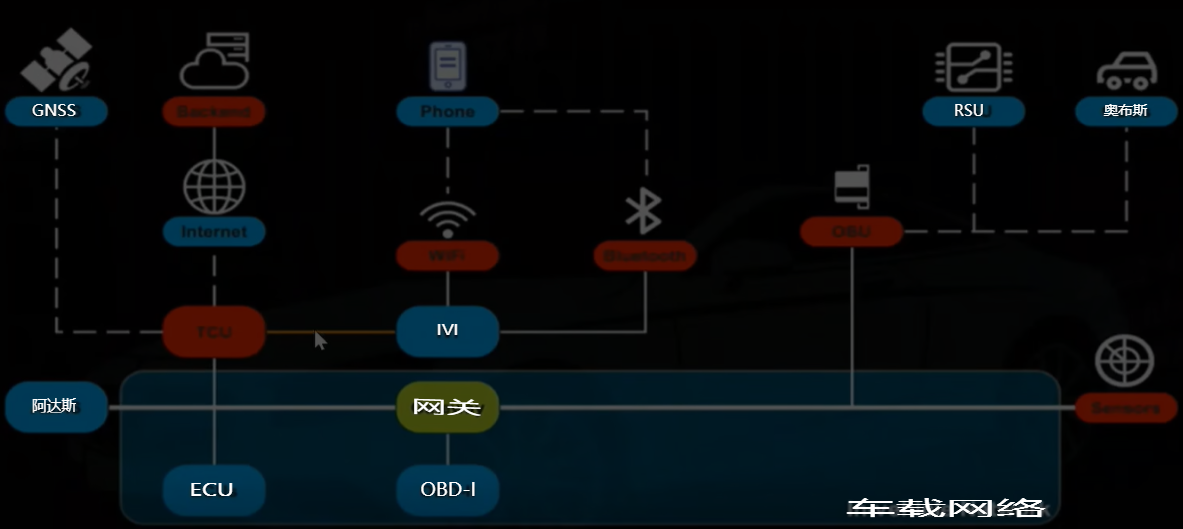 GNSS
Backend
Phone
RSU
奥布斯
Internet
OBU
WiFi
Bluetooth
TCU
IVI
阿达斯
网关
Sensors
ECU
OBD-I
车载网络